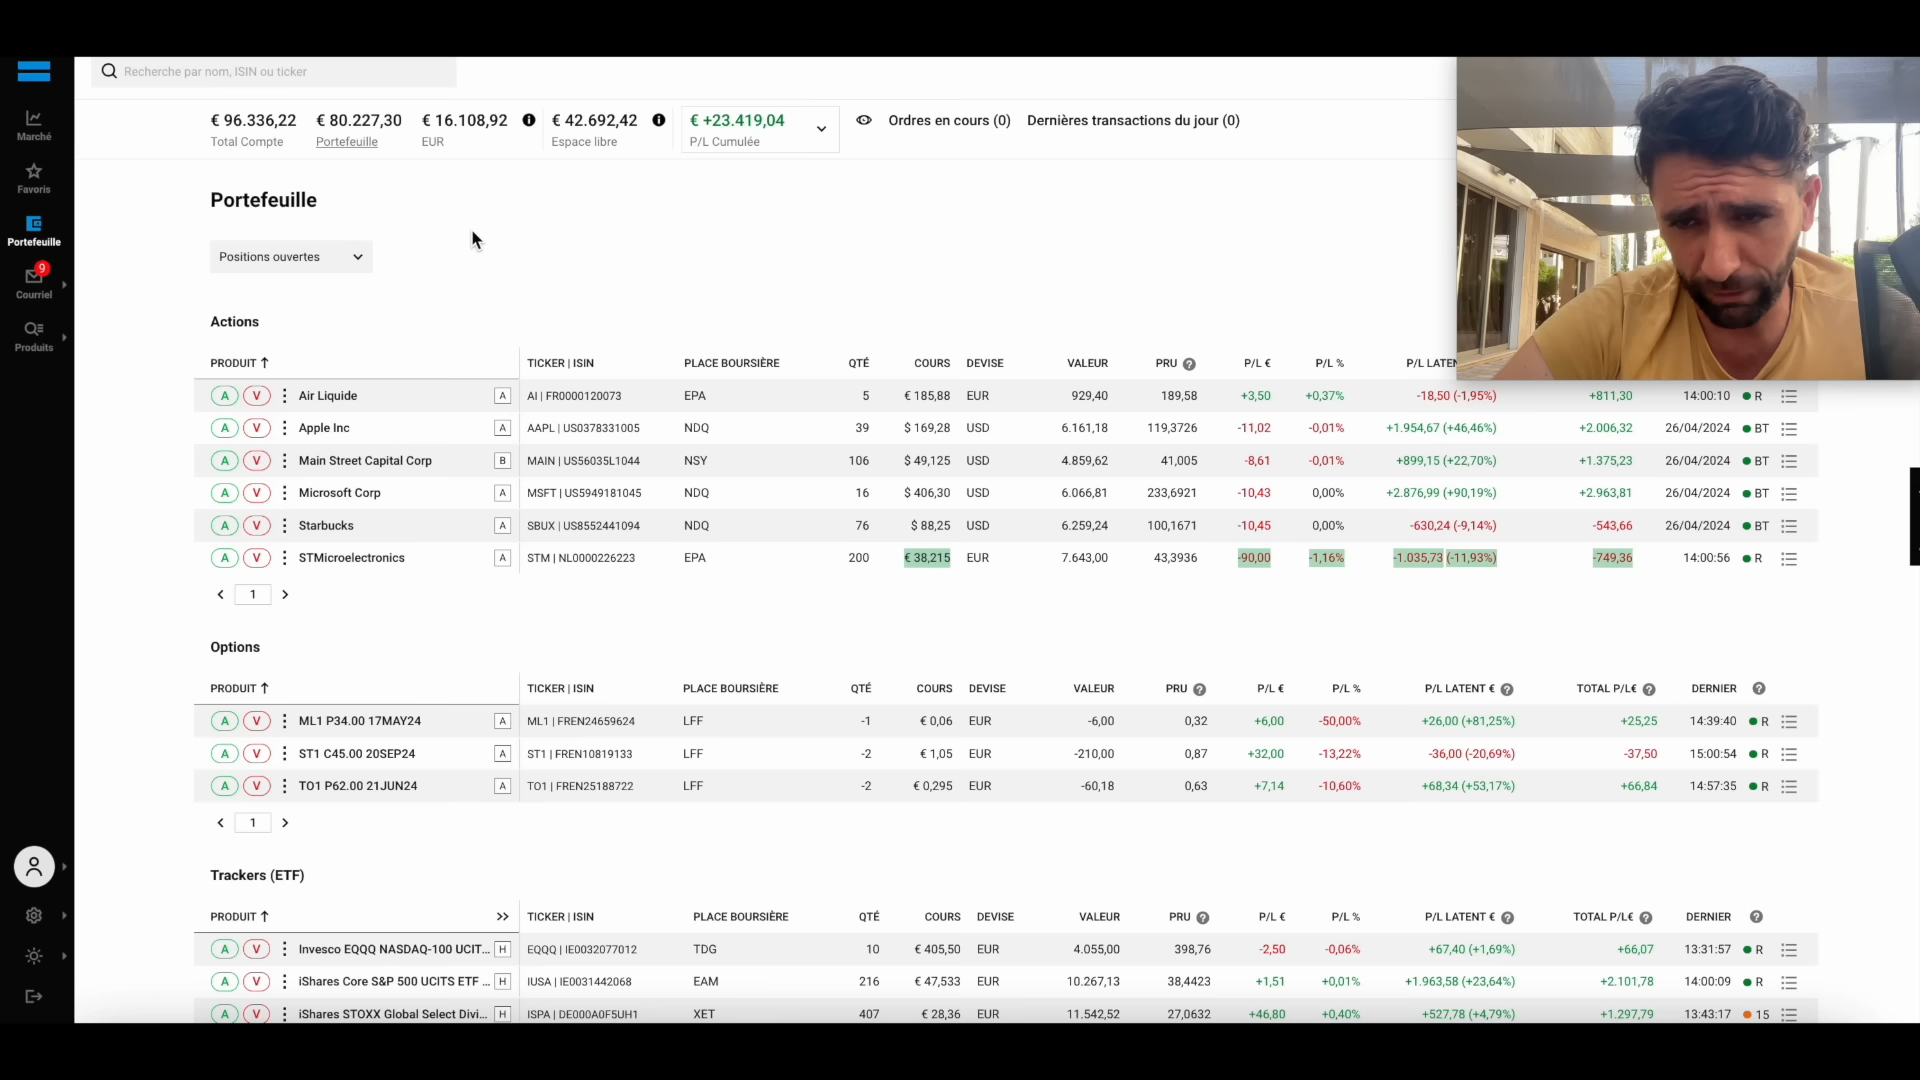 Recherche par nom, ISIN ou ticker
€ 96.336,22 € 80.227,30 € 16.108,92 € 42.692,42 € +23.419,04 Ordres en cours (0) Dernières transactions du jour (0)
Total Compte Portefeuille EUR Espace libre P/L Cumulée
Marché
Favoris
Portefeuille
9
Courriel
Produits
Portefeuille
Positions ouvertes
Actions
PRODUIT TICKER | ISIN PLACE BOURSIÈRE QTÉ COURS DEVISE VALEUR PRU ? P/L € P/L %
A V Air Liquide A AI | FR0000120073 EPA 5 € 185,88 EUR 929,40 189,58 +3,50 +0,37% -18,50 (-1,95%) +811,30 14:00:10 R
A V Apple Inc A AAPL | US0378331005 NDQ 39 $ 169,28 USD 6.161,18 119,3726 -11,02 -0,01% +1.954,67 (+46,46%) +2.006,32 26/04/2024 BT
A V Main Street Capital Corp B MAIN | US56035L1044 NSY 106 $ 49,125 USD 4.859,62 41,005 -8,61 -0,01% +899,15 (+22,70%) +1.375,23 26/04/2024 BT
A V Microsoft Corp A MSFT | US5949181045 NDQ 16 $ 406,30 USD 6.066,81 233,6921 -10,43 0,00% +2.876,99 (+90,19%) +2.963,81 26/04/2024 BT
A V Starbucks A SBUX | US8552441094 NDQ 76 $ 88,25 USD 6.259,24 100,1671 -10,45 0,00% -630,24 (-9,14%) -543,66 26/04/2024 BT
A V STMicroelectronics A STM | NL0000226223 EPA 200 € 38,215 EUR 7.643,00 43,3936 -90,00 -1,16% -1.035,73 (-11,93%) -749,36 14:00:56 R
1
Options
PRODUIT TICKER | ISIN PLACE BOURSIÈRE QTÉ COURS DEVISE VALEUR PRU ? P/L € P/L % P/L LATENT € ? TOTAL P/L€ ? DERNIER ?
A V ML1 P34.00 17MAY24 A ML1 | FREN24659624 LFF -1 € 0,06 EUR -6,00 0,32 +6,00 -50,00% +26,00 (+81,25%) +25,25 14:39:40 R
A V ST1 C45.00 20SEP24 A ST1 | FREN10819133 LFF -2 € 1,05 EUR -210,00 0,87 +32,00 -13,22% -36,00 (-20,69%) -37,50 15:00:54 R
A V TO1 P62.00 21JUN24 A TO1 | FREN25188722 LFF -2 € 0,295 EUR -60,18 0,63 +7,14 -10,60% +68,34 (+53,17%) +66,84 14:57:35 R
1
Trackers (ETF)
PRODUIT TICKER | ISIN PLACE BOURSIÈRE QTÉ COURS DEVISE VALEUR PRU ? P/L € P/L % P/L LATENT € ? TOTAL P/L€ ? DERNIER ?
A V Invesco EQQQ NASDAQ-100 UCIT... H EQQQ | IE0032077012 TDG 10 € 405,50 EUR 4.055,00 398,76 -2,50 -0,06% +67,40 (+1,69%) +66,07 13:31:57 R
A V iShares Core S&P 500 UCITS ETF ... H IUSA | IE0031442068 EAM 216 € 47,533 EUR 10.267,13 38,4423 +1,51 +0,01% +1.963,58 (+23,64%) +2.101,78 14:00:09 R
A V iShares STOXX Global Select Divi... H ISPA | DE000A0F5UH1 XET 407 € 28,36 EUR 11.542,52 27,0632 +46,80 +0,40% +527,78 (+4,79%) +1.297,79 13:43:17 15